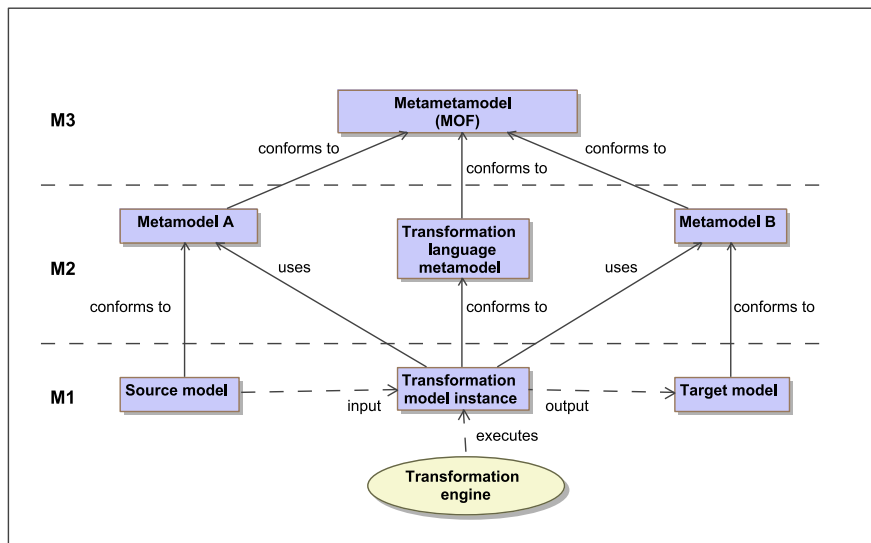 M3
Metametamodel
(MOF)
conforms to
conforms to
conforms to
Metamodel A
Transformation
language
metamodel
Metamodel B
M2
uses
uses
conforms to
conforms to
conforms to
M1
Source model
Transformation
model instance
Target model
input
output
executes
Transformation
engine